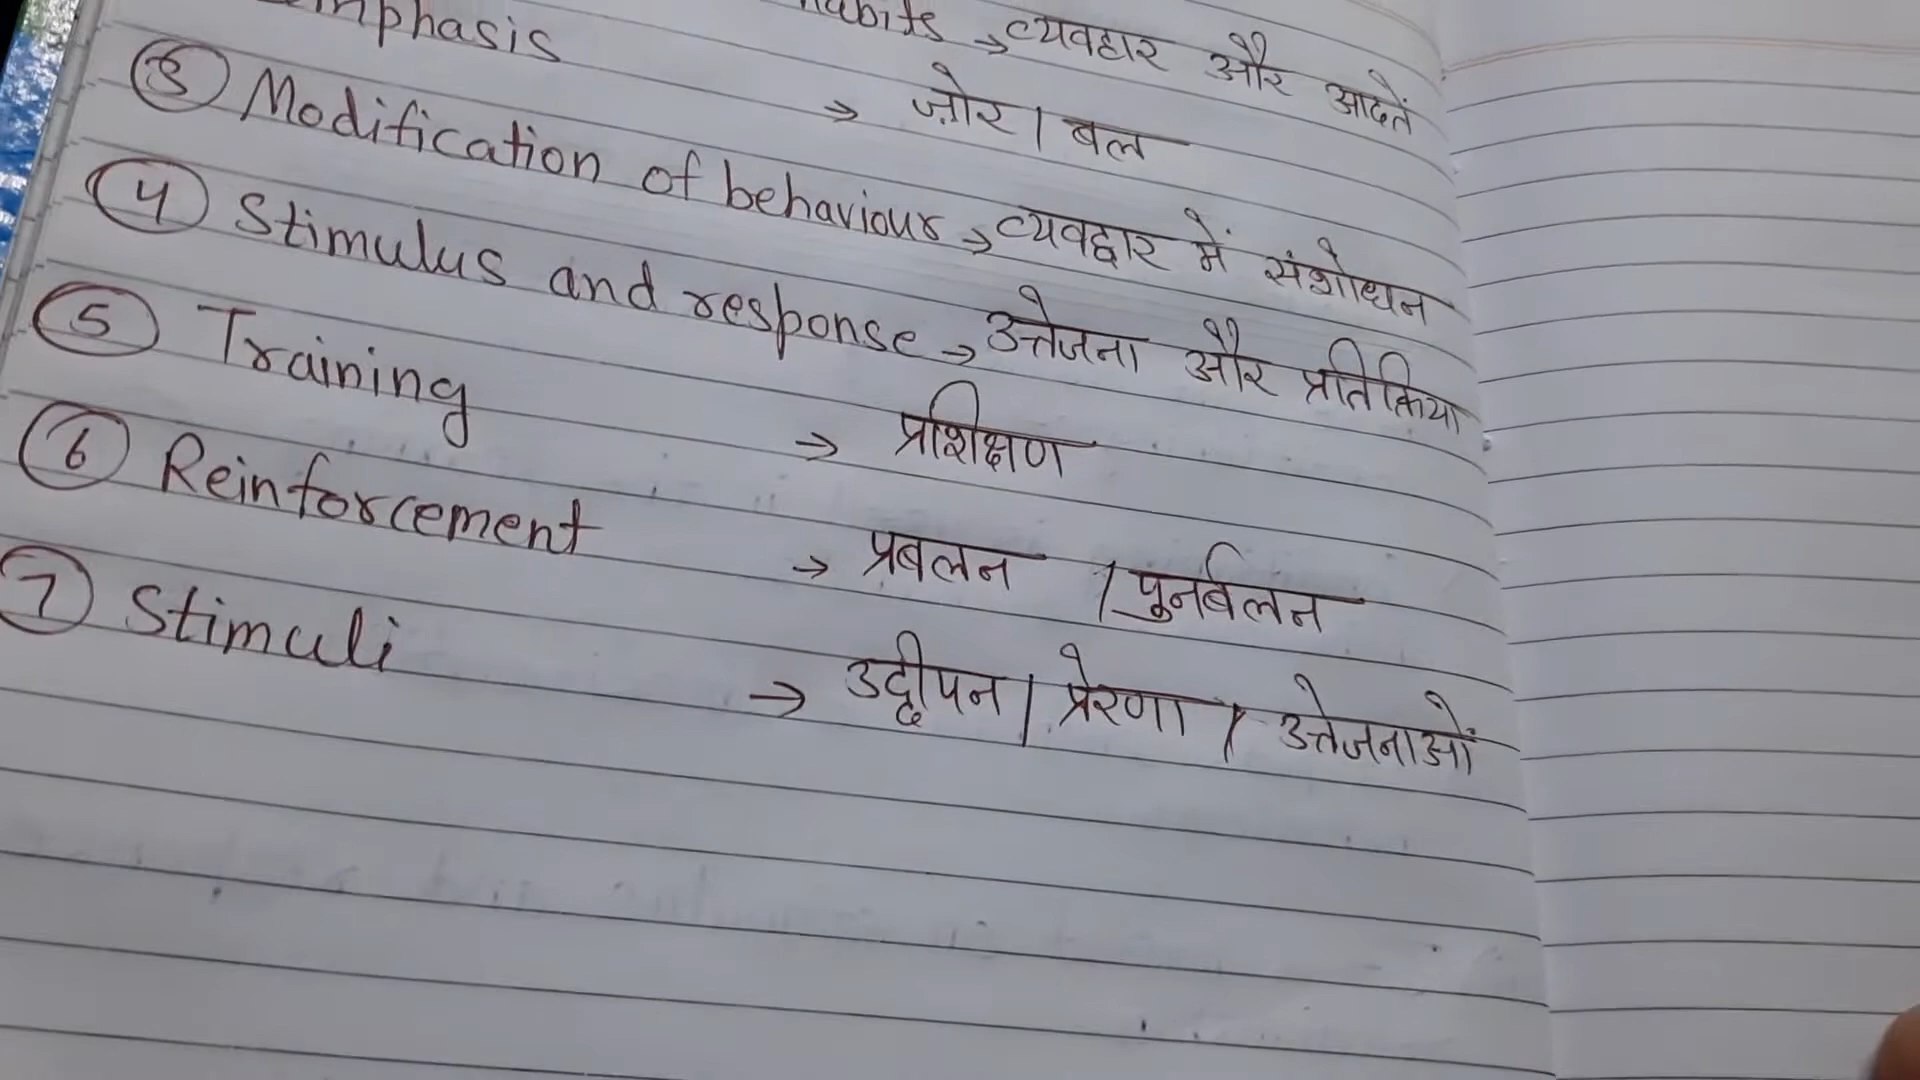 habits → व्यवहार और आदतें
emphasis → ज़ोर / बल
③ Modification of behaviour → व्यवहार में संशोधन
④ Stimulus and response → उत्तेजना और प्रतिक्रिया
⑤ Training → प्रशिक्षण
⑥ Reinforcement → प्रबलन / पुनर्बलन
⑦ Stimuli → उद्दीपन / प्रेरणा / उत्तेजनाओं